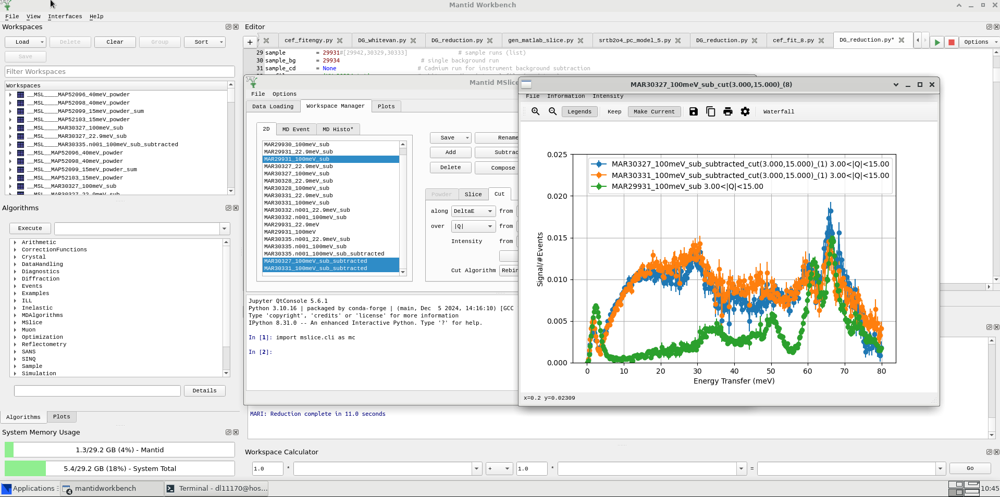 Mantid Workbench
File View Interfaces Help
Workspaces
Load Delete Clear Group Sort
Save
Filter Workspaces
Workspaces
__MSL____MAP52096_40meV_powder
__MSL____MAP52098_40meV_powder
__MSL____MAP52099_15meV_powder_sum
__MSL____MAP52103_15meV_powder
__MSL____MAR30327_100meV_sub
__MSL____MAR30327_22.9meV_sub
__MSL____MAR30335.n001_100meV_sub_subtracted
__MSL__MAP52096_40meV_powder
__MSL__MAP52098_40meV_powder
__MSL__MAP52099_15meV_powder_sum
__MSL__MAP52103_15meV_powder
__MSL__MAR30327_100meV_sub
__MSL__MAR30327_22.9meV_sub
Algorithms
Execute
Arithmetic
CorrectionFunctions
Crystal
DataHandling
Diagnostics
Diffraction
Events
Examples
ILL
Inelastic
MDAlgorithms
MSlice
Muon
Optimization
Reflectometry
SANS
SINQ
Sample
Simulation
Details
Algorithms Plots
System Memory Usage
1.3/29.2 GB (4%) - Mantid
5.4/29.2 GB (18%) - System Total
Editor
+ cef_fitengy.py DG_whitevan.py DG_reduction.py gen_matlab_slice.py srtb2o4_pc_model_5.py DG_reduction.py cef_fit_8.py DG_reduction.py* Options
29 sample = 29931#[29942,30329,30333] # sample runs (list)
30 sample_bg = 29934 # single background run
31 sample_cd = None # Cadmium run for instrument background subtraction
Mantid MSlice
File Options
Data Loading Workspace Manager Plots
2D MD Event MD Histo*
MAR29930_100meV_sub
MAR29931_22.9meV_sub
MAR29931_100meV_sub
MAR30327_22.9meV_sub
MAR30327_100meV_sub
MAR30328_22.9meV_sub
MAR30328_100meV_sub
MAR30331_22.9meV_sub
MAR30331_100meV_sub
MAR30332.n001_22.9meV_sub
MAR30332.n001_100meV_sub
MAR29931_22.9meV
MAR29931_100meV
MAR30335.n001_22.9meV_sub
MAR30335.n001_100meV_sub
MAR30335.n001_100meV_sub_subtracted
MAR30327_100meV_sub_subtracted
MAR30331_100meV_sub_subtracted
Save Rename
Add Subtrac
Delete Compose
Powder Slice Cut
along DeltaE from
over |Q| from
Intensity from
Cut Algorithm Rebin
Jupyter QtConsole 5.6.1
Python 3.10.16 | packaged by conda-forge | (main, Dec 5 2024, 14:16:10) [GCC
Type 'copyright', 'credits' or 'license' for more information
IPython 8.31.0 -- An enhanced Interactive Python. Type '?' for help.
In [1]: import mslice.cli as mc
In [2]:
MAR30327_100meV_sub_cut(3.000,15.000)_(8)
File Information Intensity
Legends Keep Make Current Waterfall
MAR30327_100meV_sub_subtracted_cut(3.000,15.000)_(1) 3.00<|Q|<15.00
MAR30331_100meV_sub_subtracted_cut(3.000,15.000)_(1) 3.00<|Q|<15.00
MAR29931_100meV_sub 3.00<|Q|<15.00
0.025
0.020
0.015
0.010
0.005
0.000
Signal/#Events
0 10 20 30 40 50 60 70 80
Energy Transfer (meV)
x=0.2 y=0.02309
MARI: Reduction complete in 11.0 seconds
Workspace Calculator
1.0 * + 1.0 * = Go
Applications 4 mantidworkbench Terminal - dl11170@hos... 10:45